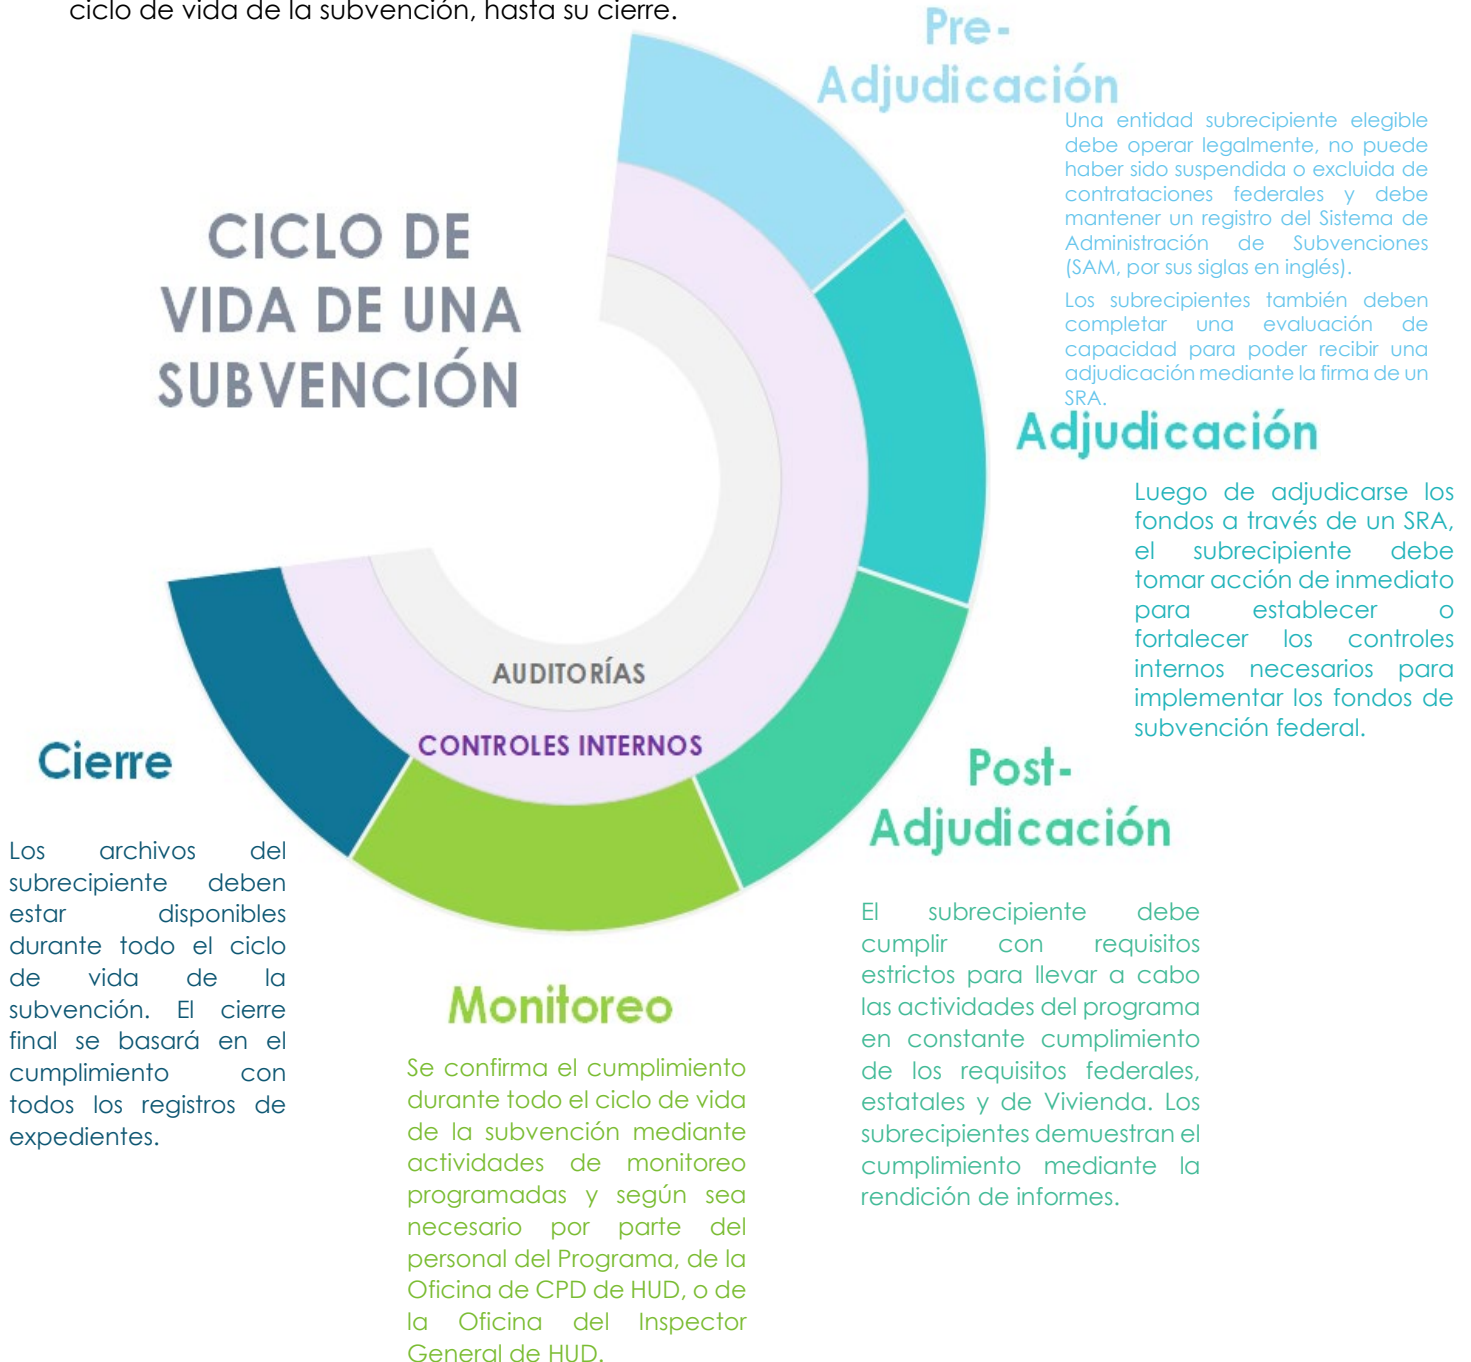 ciclo de vida de la subvención, hasta su cierre.
CICLO DE
VIDA DE UNA
SUBVENCIÓN
Pre-
Adjudicación
Una entidad subrecipiente elegible
debe operar legalmente, no puede
haber sido suspendida o excluida de
contrataciones federales y debe
mantener un registro del Sistema de
Administración de Subvenciones
(SAM, por sus siglas en inglés).
Los subrecipientes también deben
completar una evaluación de
capacidad para poder recibir una
adjudicación mediante la firma de un
SRA.
Adjudicación
Luego de adjudicarse los
fondos a través de un SRA,
el subrecipiente debe
tomar acción de inmediato
para establecer o
fortalecer los controles
internos necesarios para
implementar los fondos de
subvención federal.
AUDITORÍAS
CONTROLES INTERNOS
Post-
Adjudicación
El subrecipiente debe
cumplir con requisitos
estrictos para llevar a cabo
las actividades del programa
en constante cumplimiento
de los requisitos federales,
estatales y de Vivienda. Los
subrecipientes demuestran el
cumplimiento mediante la
rendición de informes.
Monitoreo
Se confirma el cumplimiento
durante todo el ciclo de vida
de la subvención mediante
actividades de monitoreo
programadas y según sea
necesario por parte del
personal del Programa, de la
Oficina de CPD de HUD, o de
la Oficina del Inspector
General de HUD.
Cierre
Los archivos del
subrecipiente deben
estar disponibles
durante todo el ciclo
de vida de la
subvención. El cierre
final se basará en el
cumplimiento con
todos los registros de
expedientes.